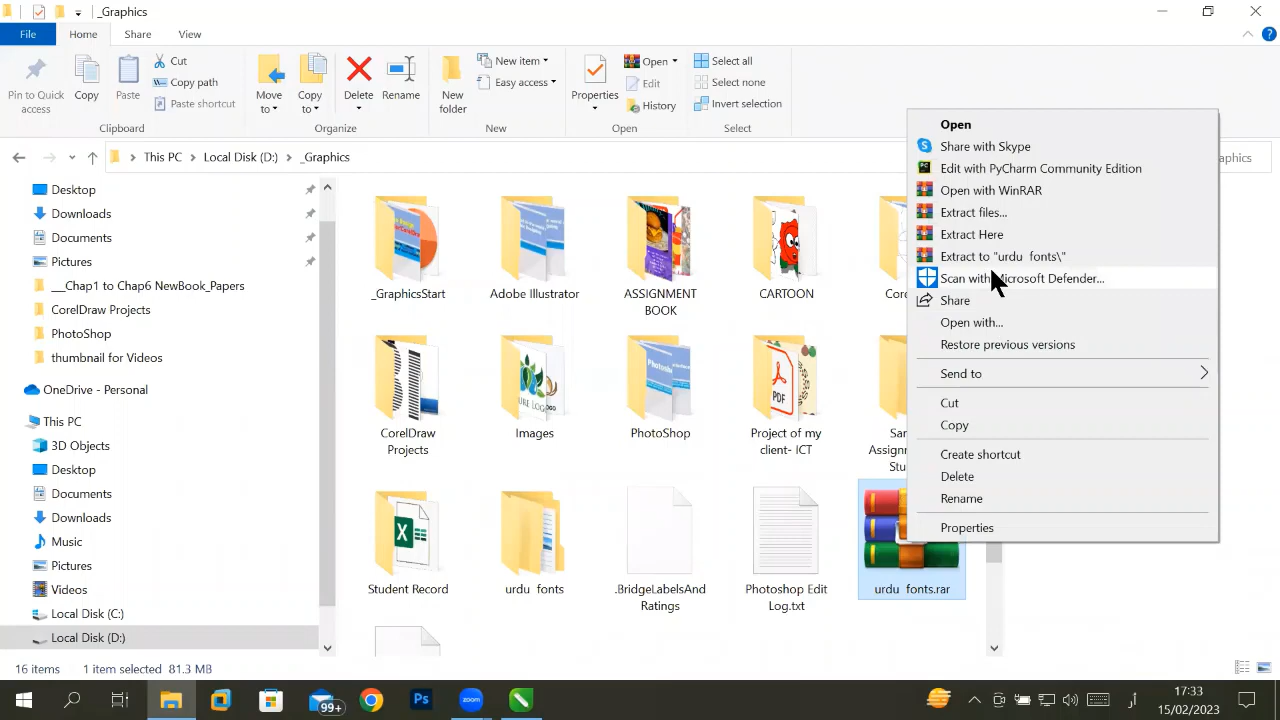 _Graphics
File
Home
Share
View
Pin to Quick access
Copy
Paste
Cut
Copy path
Paste shortcut
Clipboard
Move to
Copy to
Delete
Rename
Organize
New folder
New item
Easy access
New
Properties
Open
Edit
History
Open
Select all
Select none
Invert selection
Select
This PC
Local Disk (D:)
_Graphics
Desktop
Downloads
Documents
Pictures
___Chap1 to Chap6 NewBook_Papers
CorelDraw Projects
PhotoShop
thumbnail for Videos
OneDrive - Personal
This PC
3D Objects
Desktop
Documents
Downloads
Music
Pictures
Videos
Local Disk (C:)
Local Disk (D:)
_GraphicsStart
Adobe Illustrator
ASSIGNMENT
BOOK
CARTOON
CorelDraw
Projects
Images
PhotoShop
Project of my
client- ICT
Student Record
urdu fonts
.BridgeLabelsAnd
Ratings
Photoshop Edit
Log.txt
urdu fonts.rar
Open
Share with Skype
Edit with PyCharm Community Edition
Open with WinRAR
Extract files...
Extract Here
Extract to "urdu fonts\"
Scan with Microsoft Defender...
Share
Open with...
Restore previous versions
Send to
Cut
Copy
Create shortcut
Delete
Rename
Properties
16 items
1 item selected 81.3 MB
99+
Ps
zoom
17:33
15/02/2023